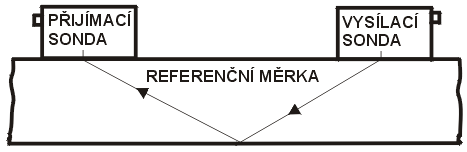 PŘIJÍMACÍ
SONDA
VYSÍLACÍ
SONDA
REFERENČNÍ MĚRKA